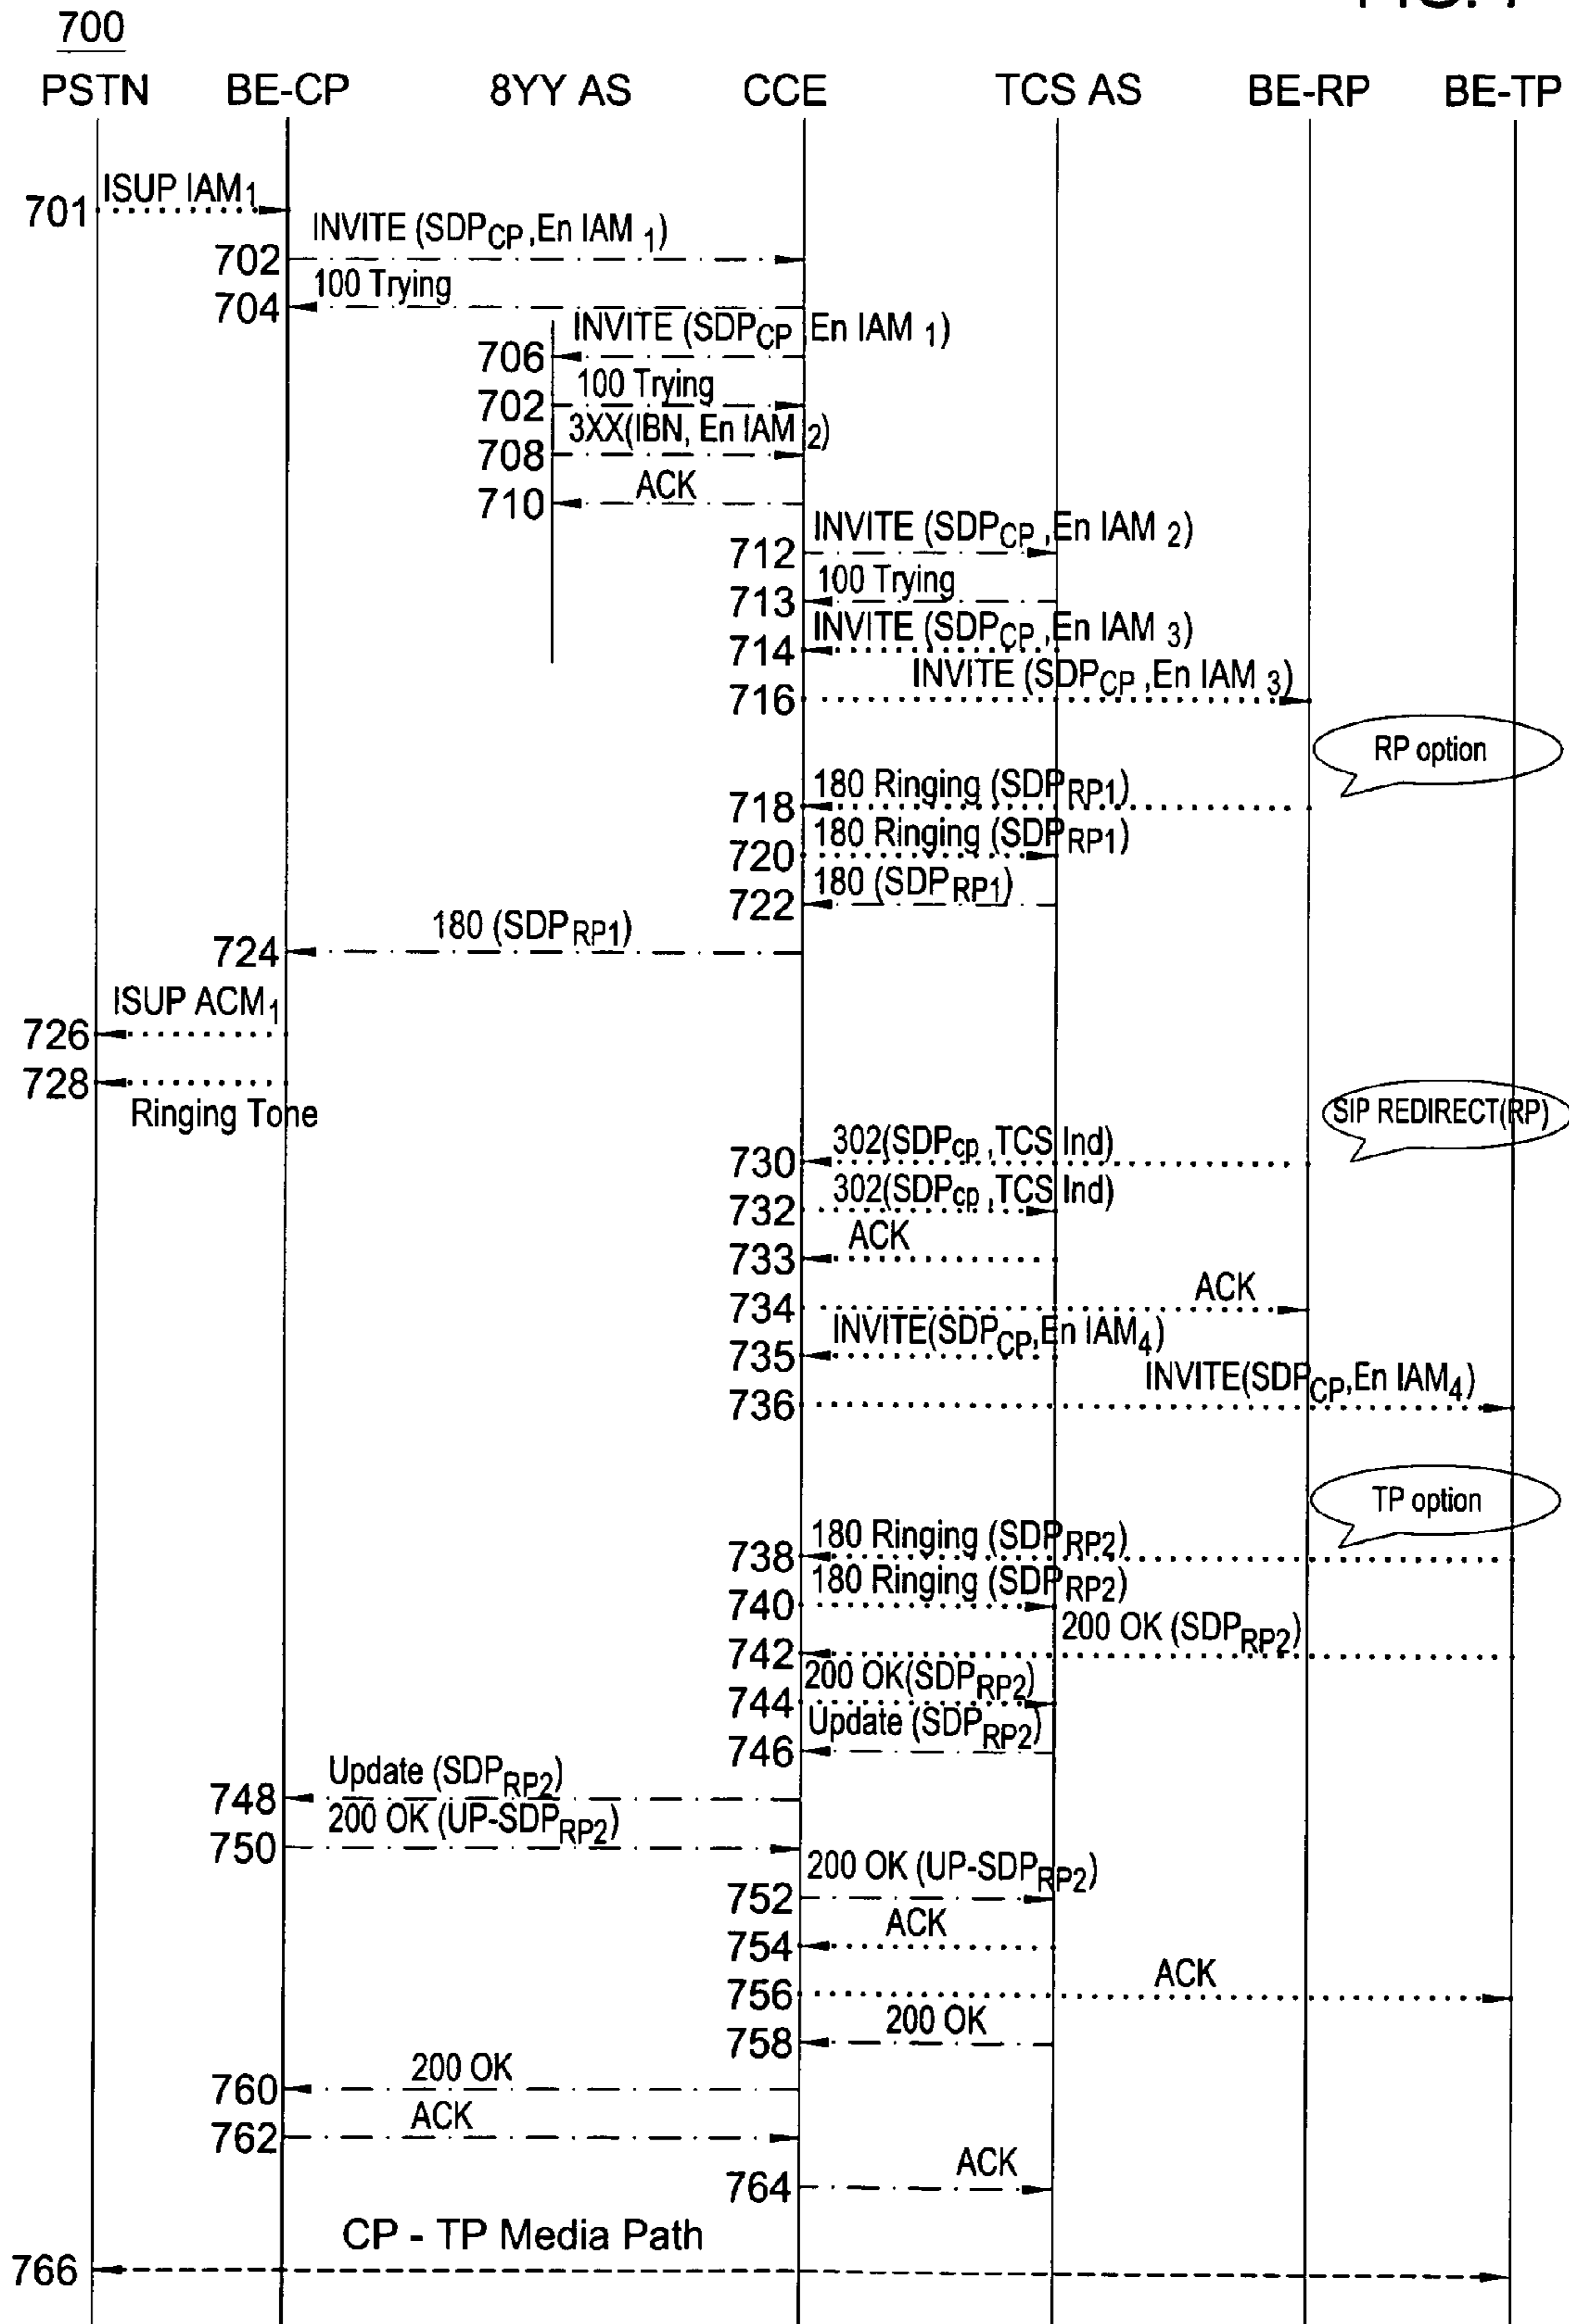 700
PSTN BE-CP 8YY AS CCE TCS AS BE-RP BE-TP
701 ISUP IAM1
702 INVITE (SDPCP ,En IAM 1)
704 100 Trying
706 INVITE (SDPCP En IAM 1)
702 100 Trying
708 3XX(IBN, En IAM 2)
710 ACK
712 INVITE (SDPCP ,En IAM 2)
713 100 Trying
714 INVITE (SDPCP ,En IAM 3)
716 INVITE (SDPCP ,En IAM 3)
RP option
718 180 Ringing (SDPRP1)
720 180 Ringing (SDPRP1)
722 180 (SDPRP1)
724 180 (SDPRP1)
726 ISUP ACM1
728 Ringing Tone
SIP REDIRECT(RP)
730 302(SDPcp ,TCS Ind)
732 302(SDPcp ,TCS Ind)
733 ACK
734 ACK
735 INVITE(SDPCP,En IAM4)
736 INVITE(SDPCP,En IAM4)
TP option
738 180 Ringing (SDPRP2)
740 180 Ringing (SDPRP2)
742 200 OK (SDPRP2)
744 200 OK(SDPRP2)
746 Update (SDPRP2)
748 Update (SDPRP2)
750 200 OK (UP-SDPRP2)
752 200 OK (UP-SDPRP2)
754 ACK
756 ACK
758 200 OK
760 200 OK
762 ACK
764 ACK
766 CP - TP Media Path